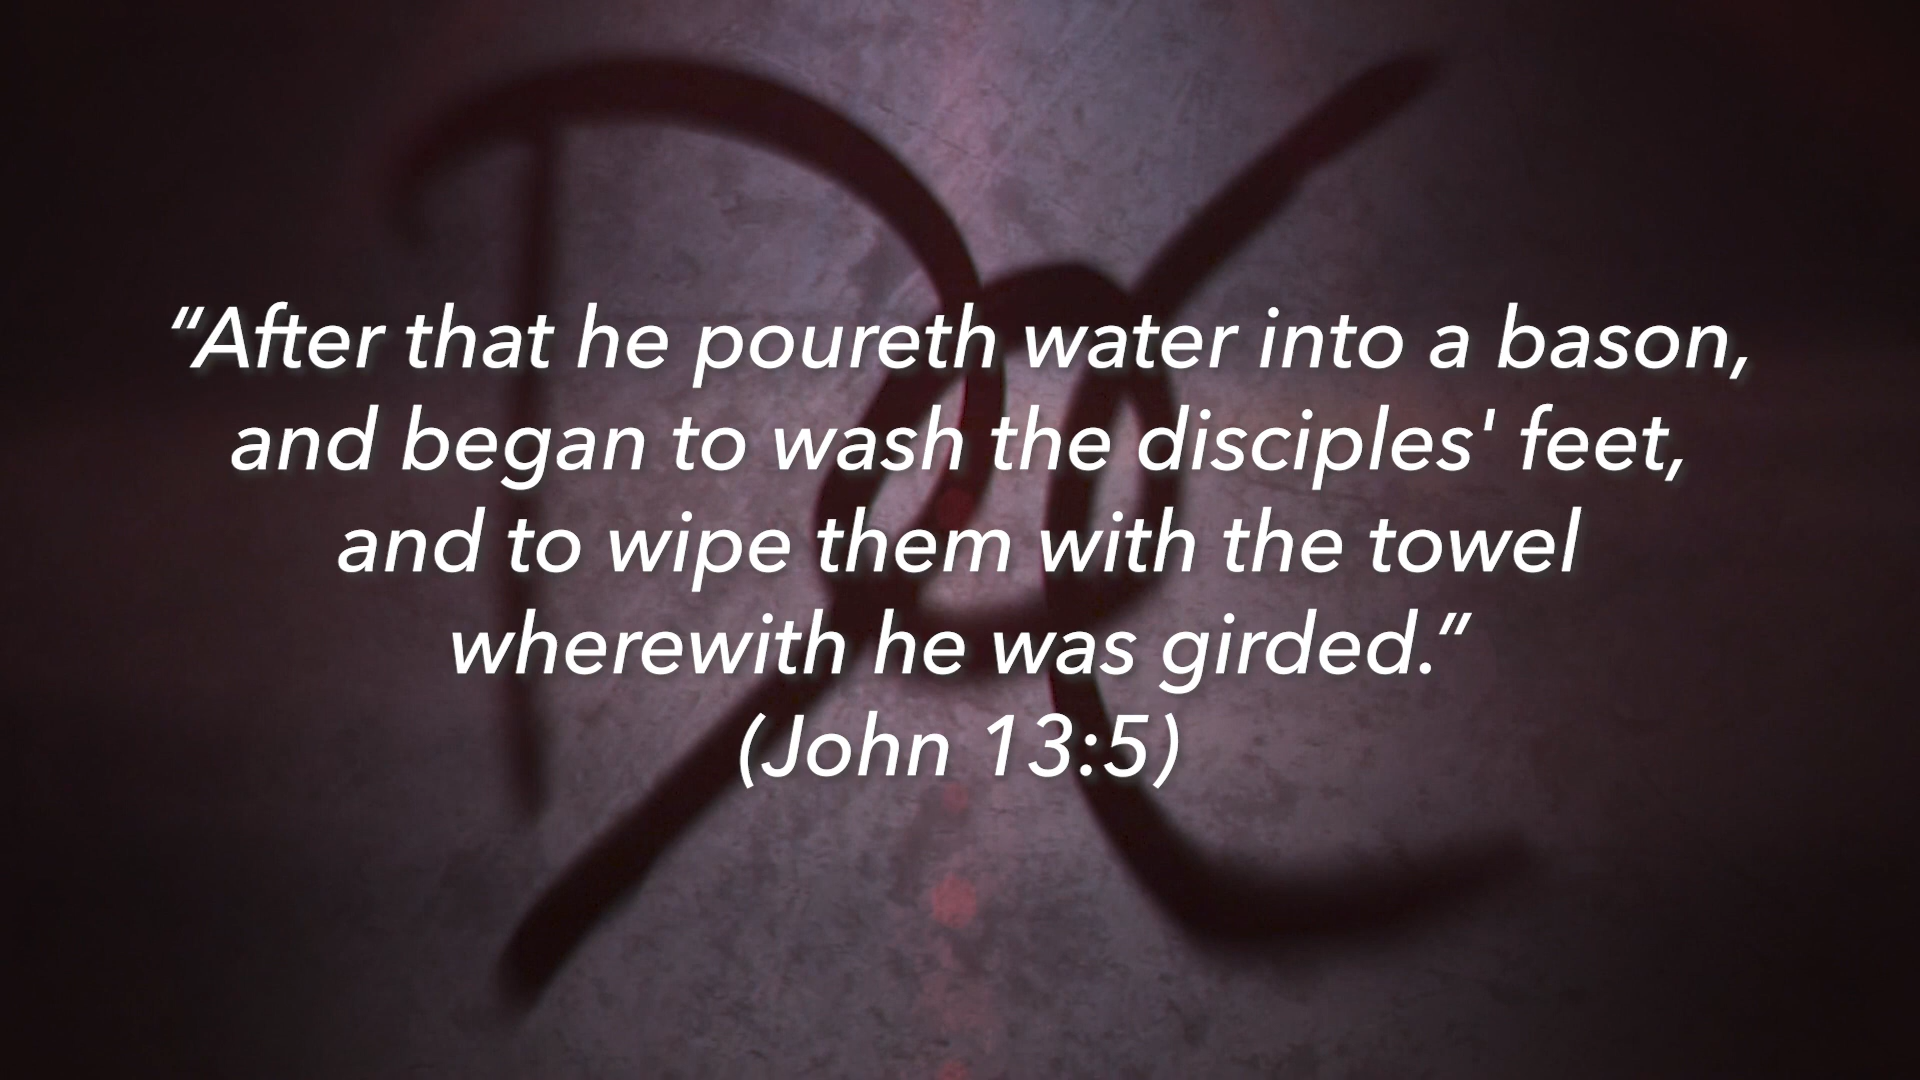 “After that he poureth water into a bason,
and began to wash the disciples' feet,
and to wipe them with the towel
wherewith he was girded.”
(John 13:5)